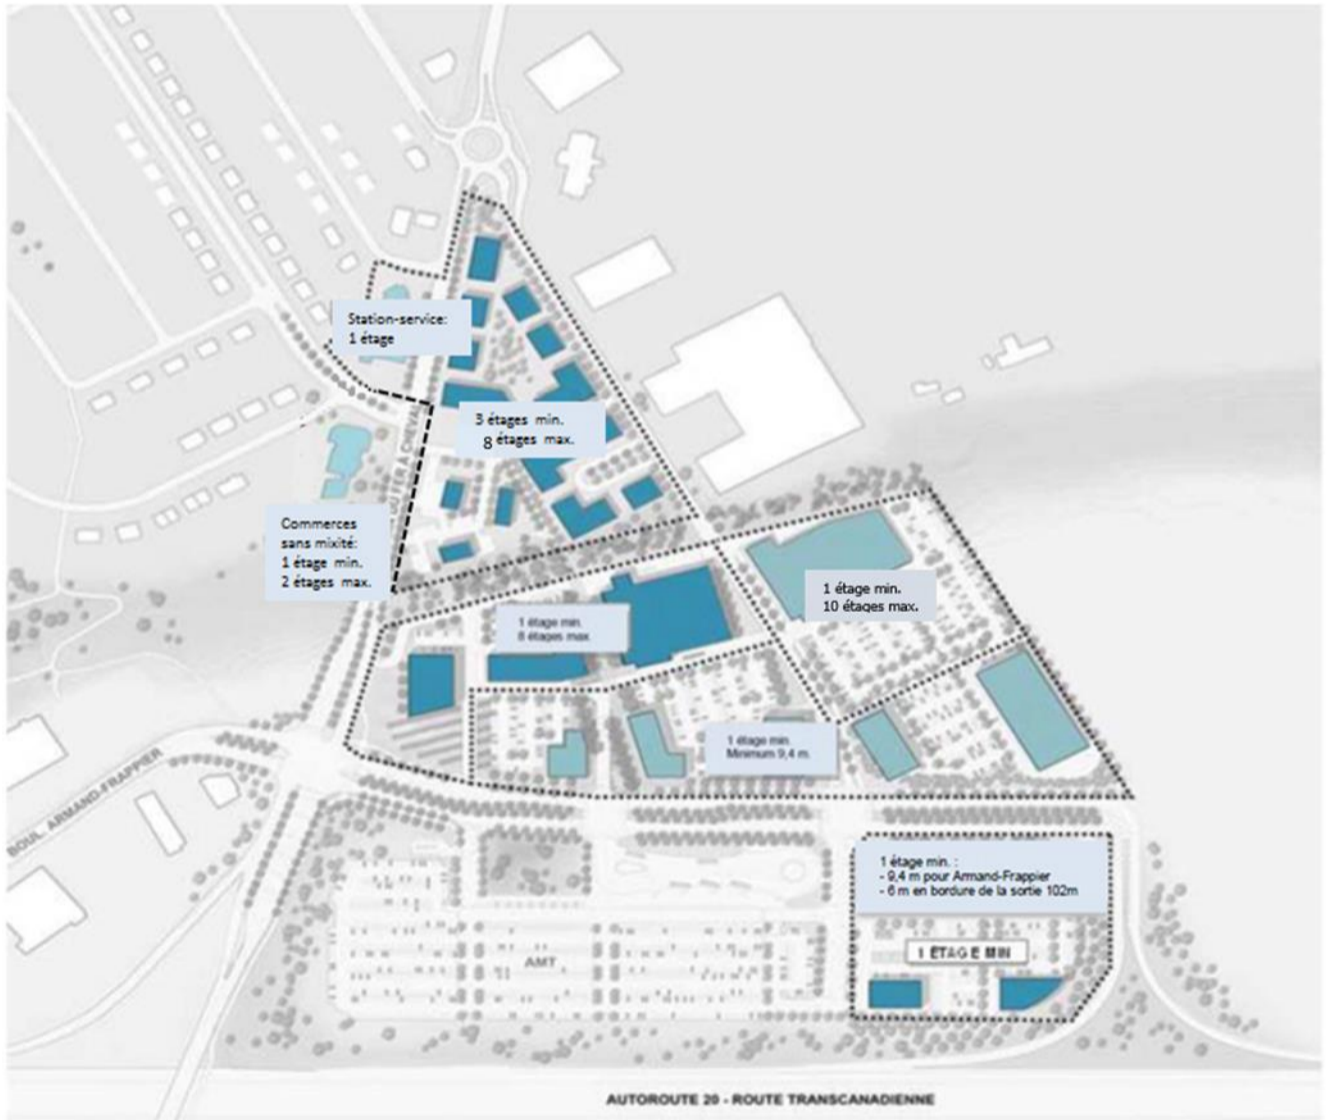 Station-service:
1 étage
3 étages min.
8 étages max.
DU FER À CHEVAL
Commerces
sans mixité:
1 étage min.
2 étages max.
1 étage min.
10 étages max.
1 étage min.
8 étages max
1 étage min.
Minimum 9,4 m.
BOUL. ARMAND-FRAPPIER
1 étage min. :
- 9,4 m pour Armand-Frappier
- 6 m en bordure de la sortie 102m
1 ÉTAGE MIN
AMT
AUTOROUTE 20 - ROUTE TRANSCANADIENNE